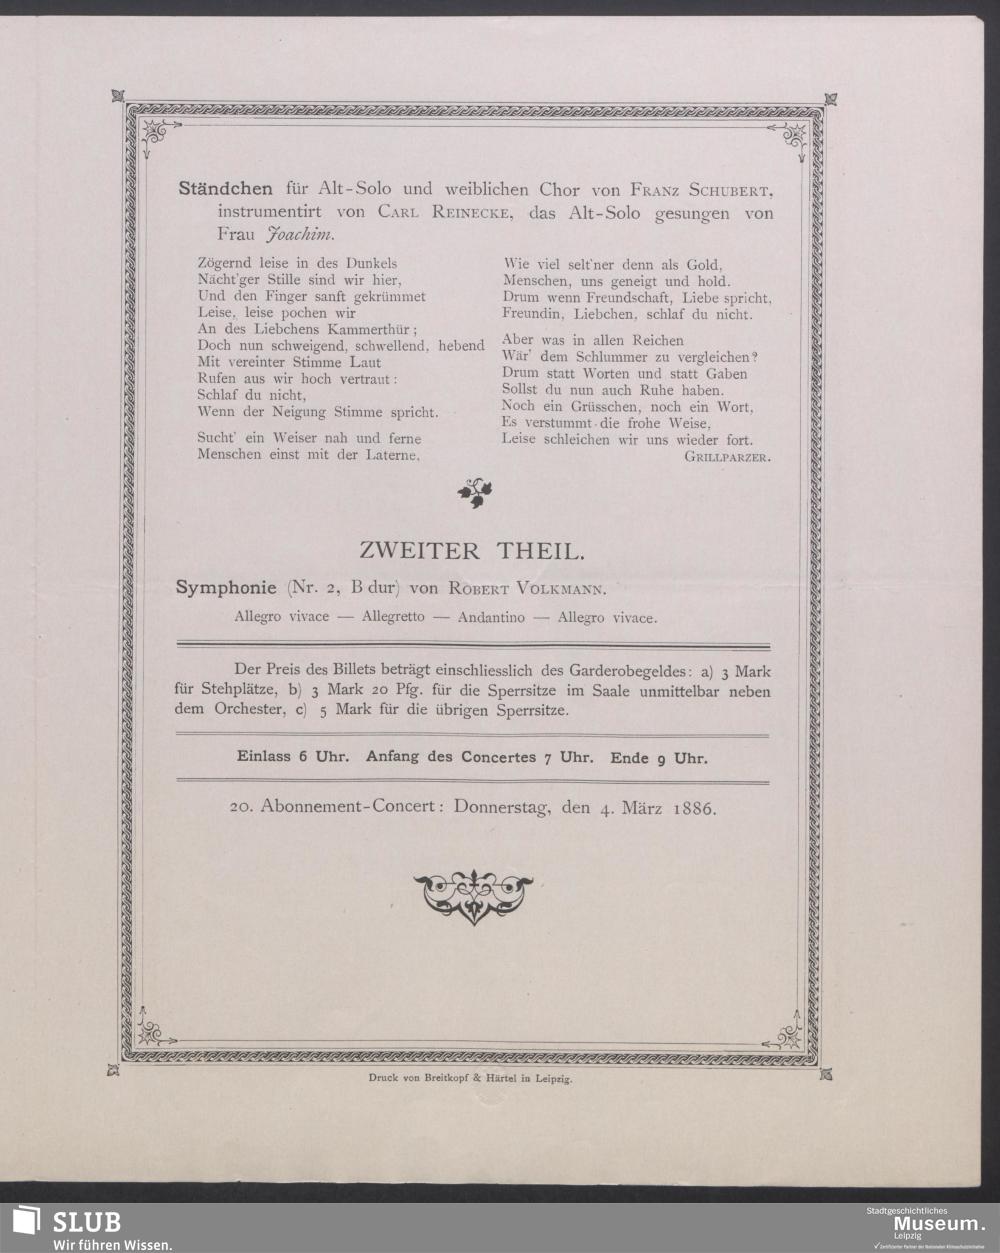 Ständchen für Alt-Solo und weiblichen Chor von Franz Schubert,
instrumentirt von Carl Reinecke, das Alt-Solo gesungen von
Frau Joachim.
Zögernd leise in des Dunkels
Nächt'ger Stille sind wir hier,
Und den Finger sanft gekrümmet
Leise, leise pochen wir
An des Liebchens Kammerthür;
Doch nun schweigend, schwellend, hebend
Mit vereinter Stimme Laut
Rufen aus wir hoch vertraut:
Schlaf du nicht,
Wenn der Neigung Stimme spricht.
Sucht' ein Weiser nah und ferne
Menschen einst mit der Laterne,
Wie viel selt'ner denn als Gold,
Menschen, uns geneigt und hold.
Drum wenn Freundschaft, Liebe spricht,
Freundin, Liebchen, schlaf du nicht.
Aber was in allen Reichen
Wär' dem Schlummer zu vergleichen?
Drum statt Worten und statt Gaben
Sollst du nun auch Ruhe haben.
Noch ein Grüsschen, noch ein Wort,
Es verstummt die frohe Weise,
Leise schleichen wir uns wieder fort.
Grillparzer.
ZWEITER THEIL.
Symphonie (Nr. 2, B dur) von Robert Volkmann.
Allegro vivace — Allegretto — Andantino — Allegro vivace.
Der Preis des Billets beträgt einschliesslich des Garderobegeldes: a) 3 Mark
für Stehplätze, b) 3 Mark 20 Pfg. für die Sperrsitze im Saale unmittelbar neben
dem Orchester, c) 5 Mark für die übrigen Sperrsitze.
Einlass 6 Uhr. Anfang des Concertes 7 Uhr. Ende 9 Uhr.
20. Abonnement-Concert: Donnerstag, den 4. März 1886.
Druck von Breitkopf & Härtel in Leipzig.
SLUB
Wir führen Wissen.
Stadtgeschichtliches
Museum.
Leipzig
Zertifizierter Partner der Nationalen Klimaschutzinitiative